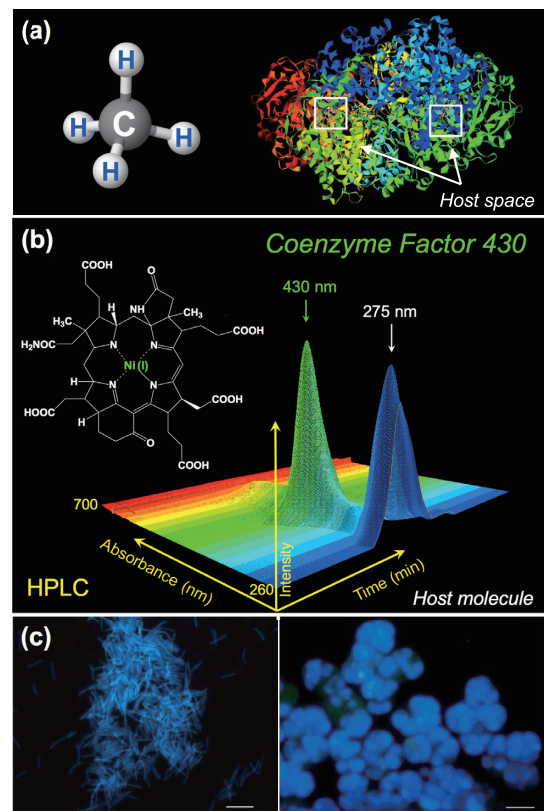 (a)
H
H
C
H
H
Host space
(b)
Coenzyme Factor 430
COOH
O
430 nm
275 nm
NH
CH₃
H
H₃C
COOH
H₂NOC
N
N
Ni (I)
H
N
N
HOOC
COOH
H
O
COOH
700
Absorbance (nm)
Intensity
Time (min)
260
HPLC
Host molecule
(c)